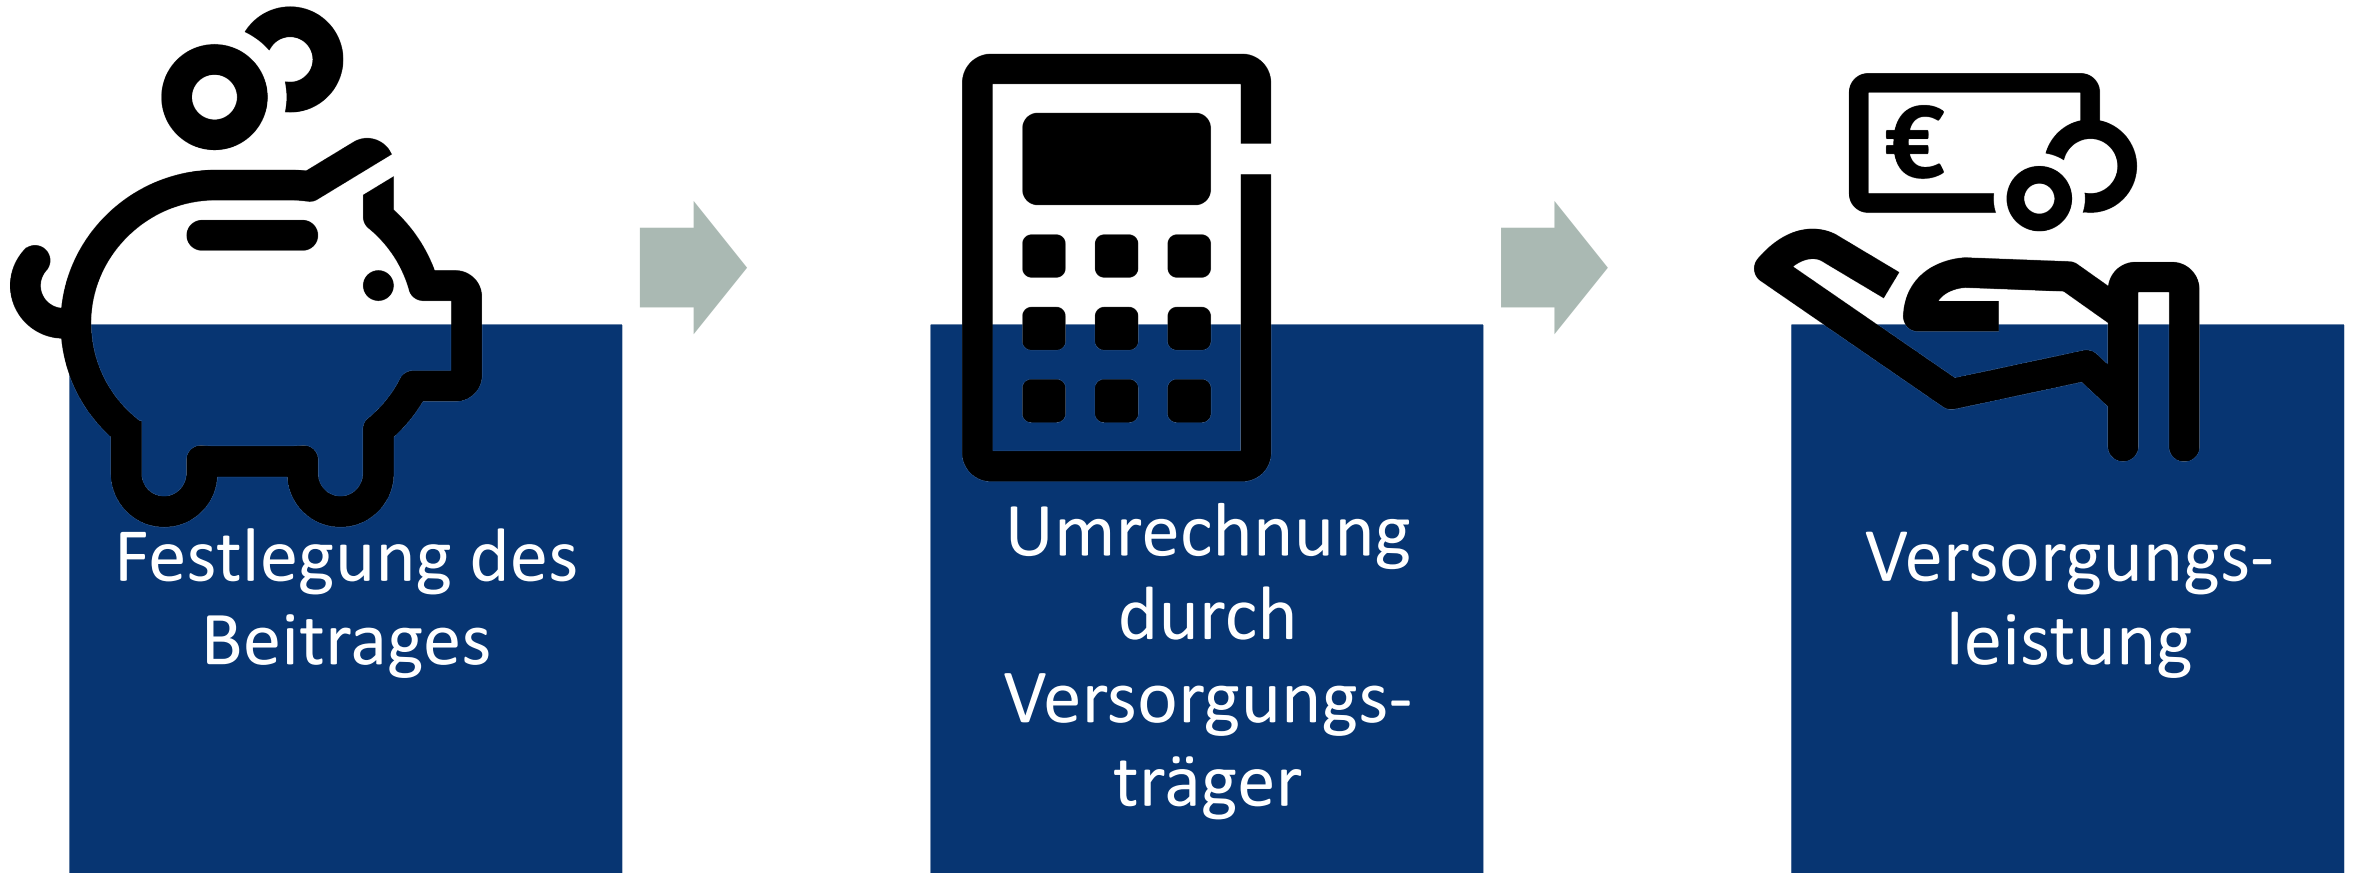 Festlegung des
Beitrages
Umrechnung
durch
Versorgungs-
träger
€
Versorgungs-
leistung